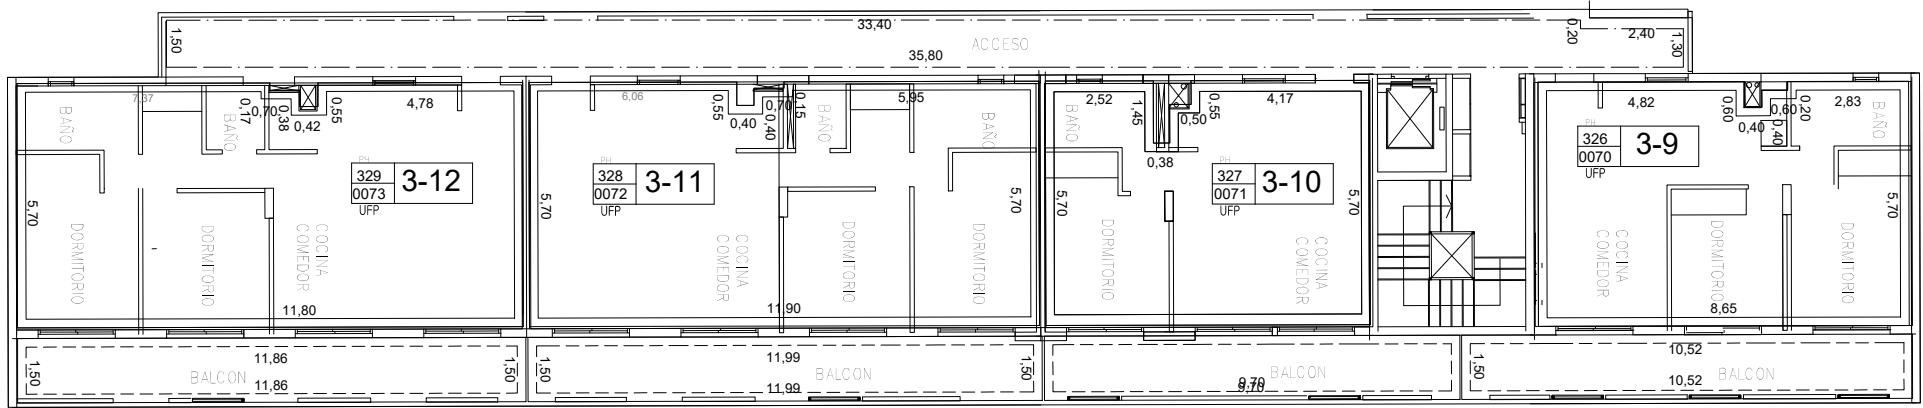 33,40
1,50
ACCESO
35,80
0,20
2,40
1,30
BAÑO
7,37
BAÑO
0,17
0,70
0,38
0,42
0,55
4,78
PH
329
0073
3-12
UFP
5,70
DORMITORIO
DORMITORIO
COCINA
COMEDOR
11,80
6,06
0,55
0,40
0,70
0,40
0,15
BAÑO
5,95
BAÑO
PH
328
0072
3-11
UFP
5,70
5,70
COCINA
COMEDOR
DORMITORIO
DORMITORIO
11,90
BAÑO
2,52
1,45
0,38
0,50
0,55
4,17
PH
327
0071
3-10
UFP
5,70
5,70
DORMITORIO
COCINA
COMEDOR
4,82
0,60
0,40
0,60
0,40
0,20
2,83
BAÑO
PH
326
0070
3-9
UFP
5,70
COCINA
COMEDOR
DORMITORIO
DORMITORIO
8,65
1,50
11,86
1,50
BALCON
11,86
1,50
11,99
1,50
BALCON
11,99
9,70
9,70
BALCON
1,50
10,52
BALCON
10,52